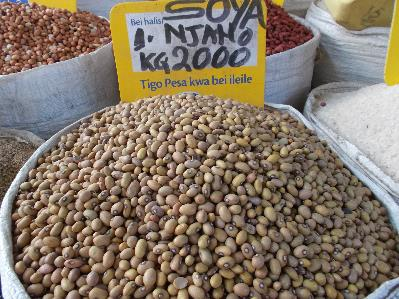 Bei halisi SOYA
1. NJANO
KG 2000
Tigo Pesa kwa bei ileile